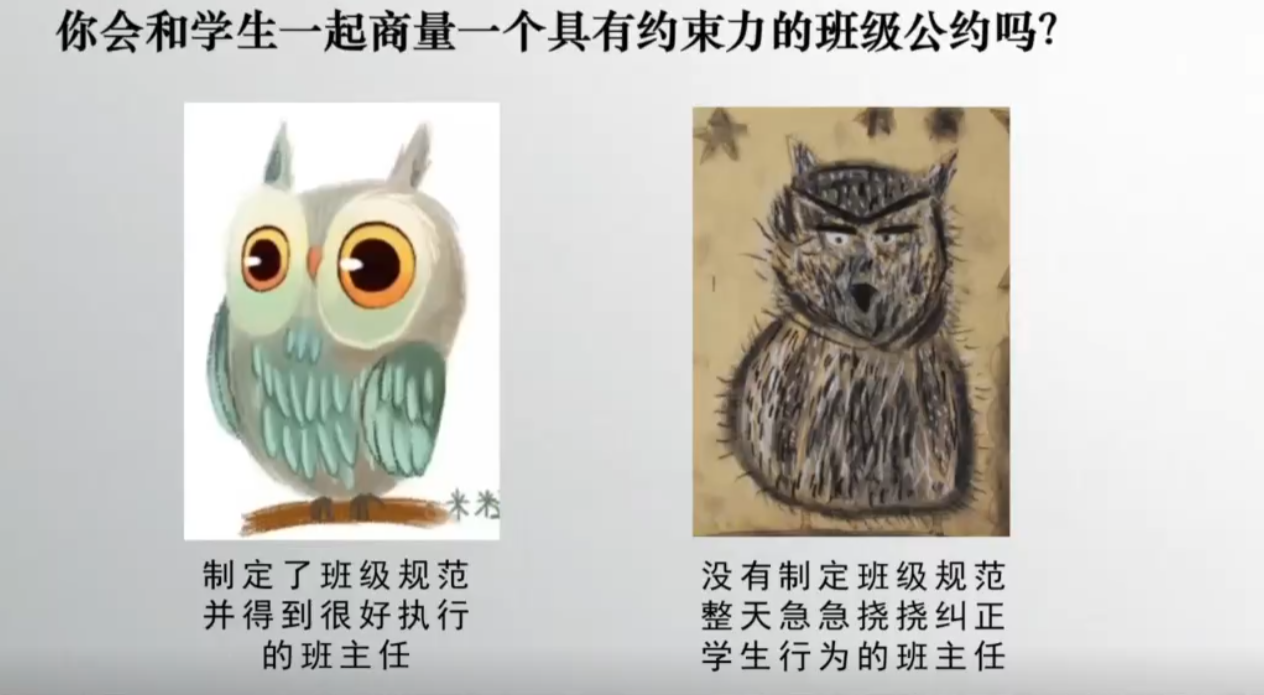 你会和学生一起商量一个具有约束力的班级公约吗？
制定了班级规范
并得到很好执行
的班主任
没有制定班级规范
整天急急挠挠纠正
学生行为的班主任